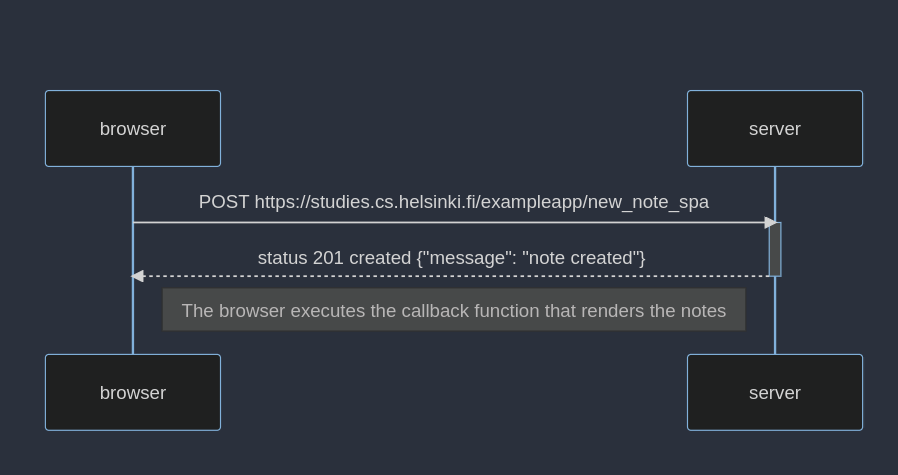 browser
server
POST https://studies.cs.helsinki.fi/exampleapp/new_note_spa
status 201 created {"message": "note created"}
The browser executes the callback function that renders the notes
browser
server